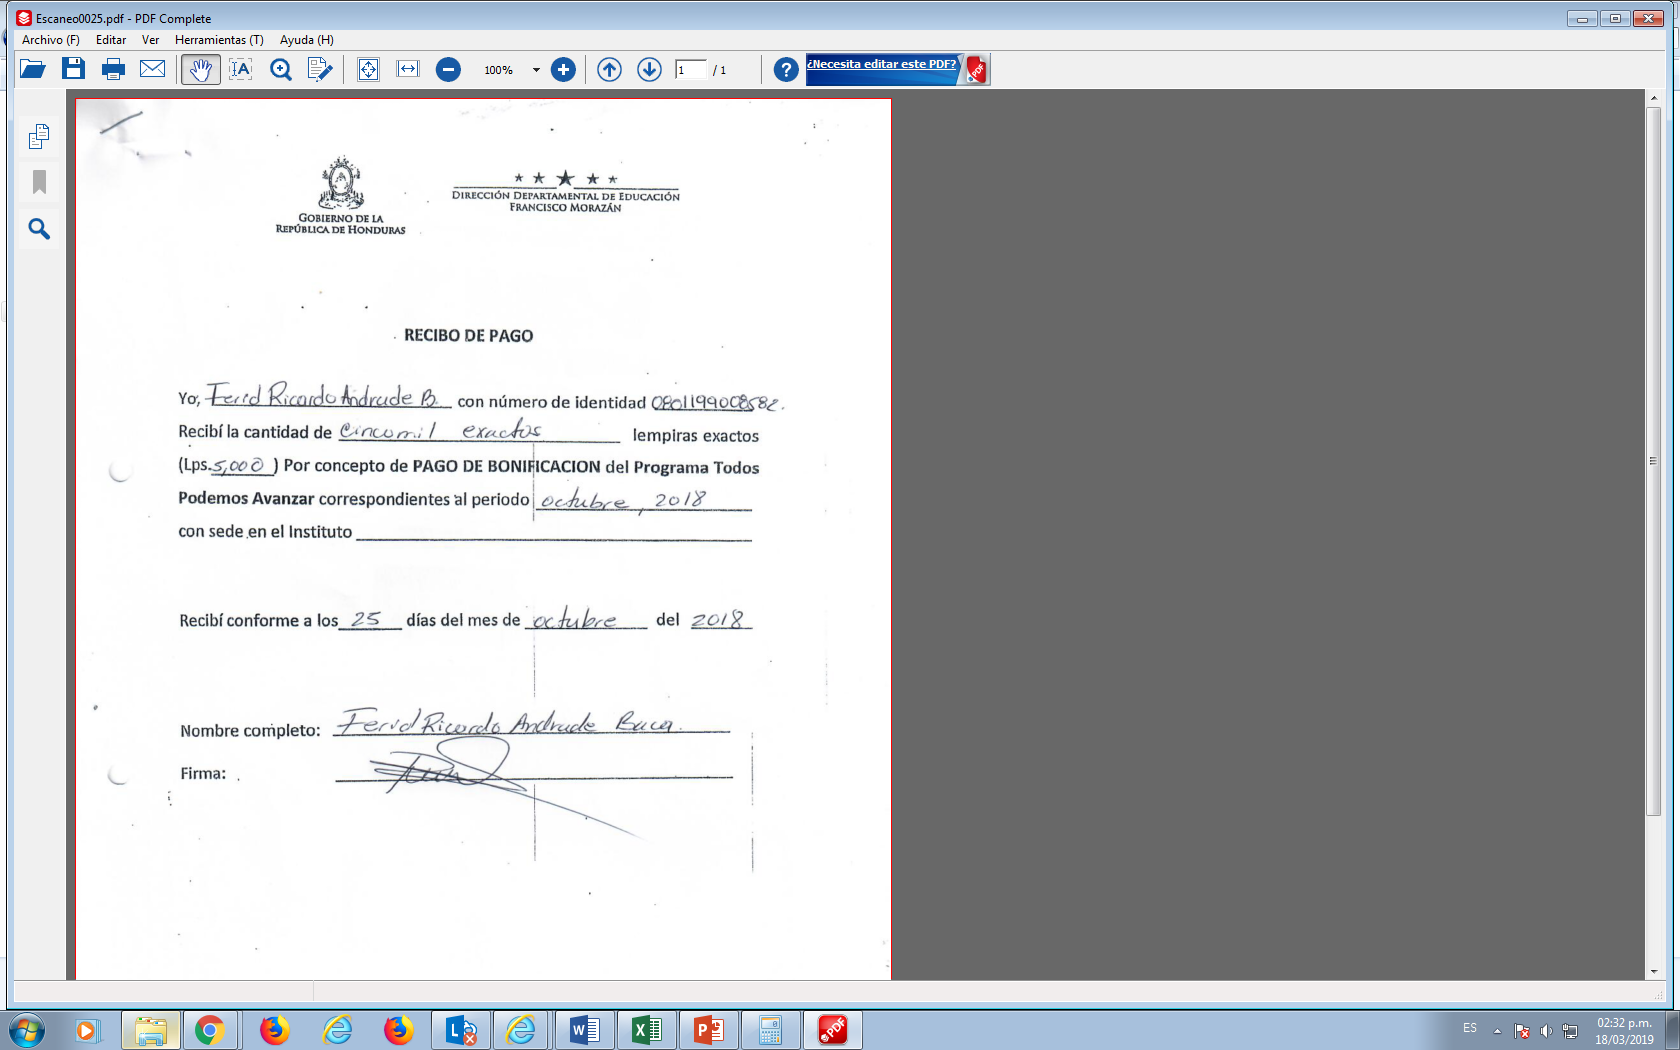 Escaneo0025.pdf - PDF Complete
Archivo (F) Editar Ver Herramientas (T) Ayuda (H)
100% 1 / 1 ¿Necesita editar este PDF?
GOBIERNO DE LA
REPÚBLICA DE HONDURAS
DIRECCIÓN DEPARTAMENTAL DE EDUCACIÓN
FRANCISCO MORAZÁN
RECIBO DE PAGO
Yo, Ferid Ricardo Andrade B. con número de identidad 0801199008582.
Recibí la cantidad de cincomil exactos lempiras exactos
(Lps. 5,000 ) Por concepto de PAGO DE BONIFICACION del Programa Todos
Podemos Avanzar correspondientes al periodo octubre, 2018
con sede en el Instituto
Recibí conforme a los 25 días del mes de octubre del 2018
Nombre completo: Ferid Ricardo Andrade Baca.
Firma:
ES 02:32 p.m.
18/03/2019